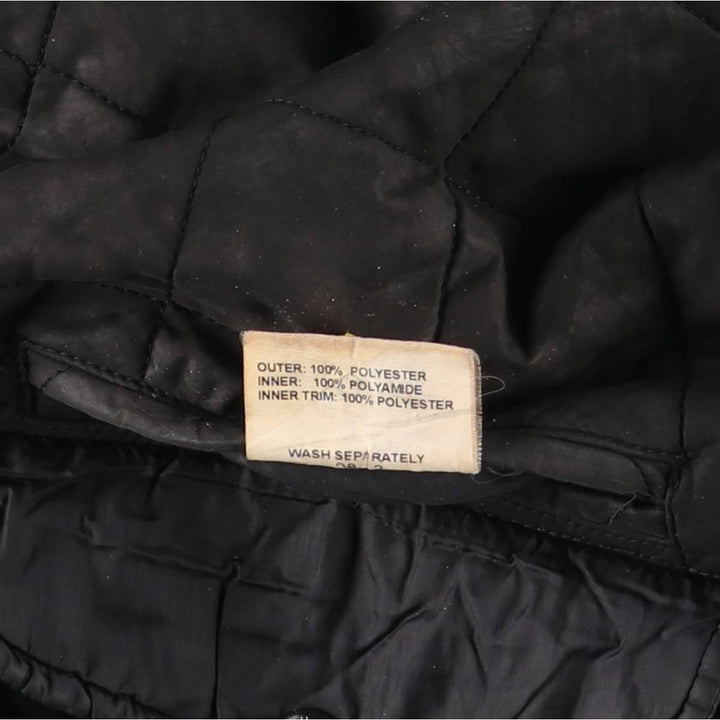 OUTER: 100% POLYESTER
INNER: 100% POLYAMIDE
INNER TRIM: 100% POLYESTER
WASH SEPARATELY